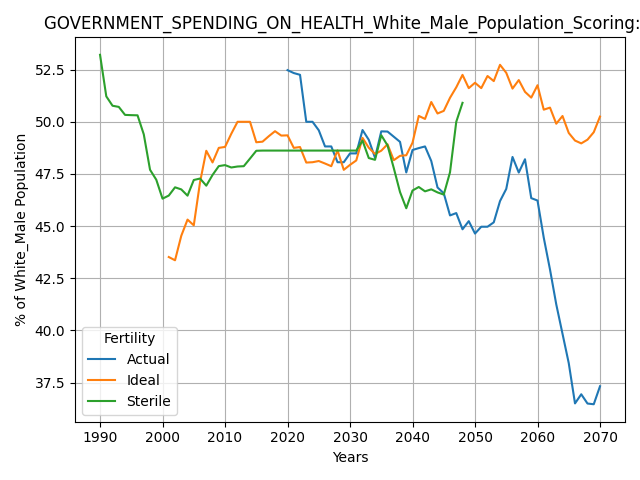 GOVERNMENT_SPENDING_ON_HEALTH_White_Male_Population_Scoring:
% of White_Male Population
52.5
50.0
47.5
45.0
42.5
40.0
37.5
Fertility
Actual
Ideal
Sterile
1990 2000 2010 2020 2030 2040 2050 2060 2070
Years